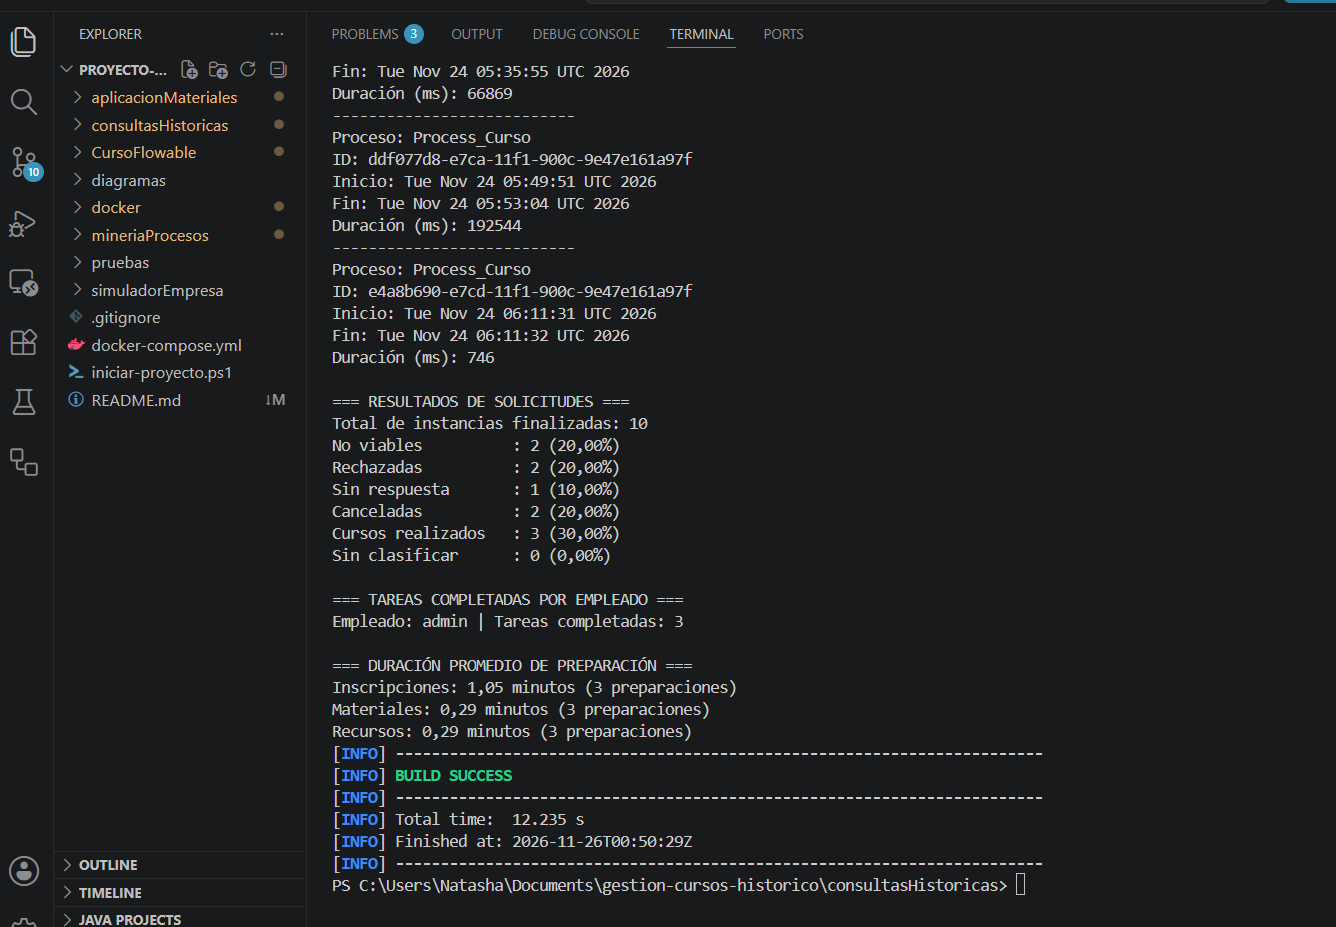 EXPLORER
PROYECTO-...
aplicacionMateriales
consultasHistoricas
CursoFlowable
diagramas
docker
mineriaProcesos
pruebas
simuladorEmpresa
.gitignore
docker-compose.yml
iniciar-proyecto.ps1
README.md ↓M
10
OUTLINE
TIMELINE
JAVA PROJECTS
PROBLEMS 3 OUTPUT DEBUG CONSOLE TERMINAL PORTS
Fin: Tue Nov 24 05:35:55 UTC 2026
Duración (ms): 66869
---------------------------
Proceso: Process_Curso
ID: ddf077d8-e7ca-11f1-900c-9e47e161a97f
Inicio: Tue Nov 24 05:49:51 UTC 2026
Fin: Tue Nov 24 05:53:04 UTC 2026
Duración (ms): 192544
---------------------------
Proceso: Process_Curso
ID: e4a8b690-e7cd-11f1-900c-9e47e161a97f
Inicio: Tue Nov 24 06:11:31 UTC 2026
Fin: Tue Nov 24 06:11:32 UTC 2026
Duración (ms): 746
=== RESULTADOS DE SOLICITUDES ===
Total de instancias finalizadas: 10
No viables : 2 (20,00%)
Rechazadas : 2 (20,00%)
Sin respuesta : 1 (10,00%)
Canceladas : 2 (20,00%)
Cursos realizados : 3 (30,00%)
Sin clasificar : 0 (0,00%)
=== TAREAS COMPLETADAS POR EMPLEADO ===
Empleado: admin | Tareas completadas: 3
=== DURACIÓN PROMEDIO DE PREPARACIÓN ===
Inscripciones: 1,05 minutos (3 preparaciones)
Materiales: 0,29 minutos (3 preparaciones)
Recursos: 0,29 minutos (3 preparaciones)
[INFO] ------------------------------------------------------------------------
[INFO] BUILD SUCCESS
[INFO] ------------------------------------------------------------------------
[INFO] Total time:  12.235 s
[INFO] Finished at: 2026-11-26T00:50:29Z
[INFO] ------------------------------------------------------------------------
PS C:\Users\Natasha\Documents\gestion-cursos-historico\consultasHistoricas>